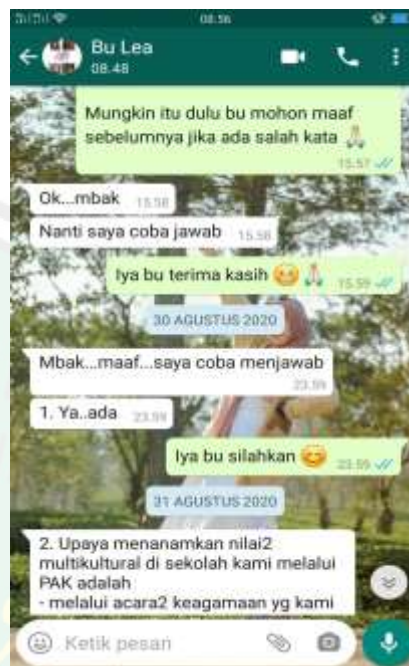 08.56
Bu Lea
08.48
Mungkin itu dulu bu mohon maaf
sebelumnya jika ada salah kata 🙏
15.57
Ok...mbak 15.58
Nanti saya coba jawab 15.58
Iya bu terima kasih 😊🙏 15.59
30 AGUSTUS 2020
Mbak...maaf...saya coba menjawab
23.59
1. Ya..ada 23.59
Iya bu silahkan 😊 23.59
31 AGUSTUS 2020
2. Upaya menanamkan nilai2
multikultural di sekolah kami melalui
PAK adalah
- melalui acara2 keagamaan yg kami
Ketik pesan